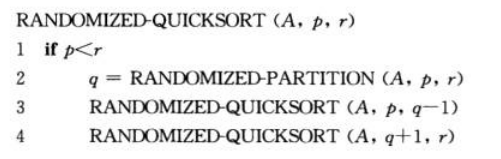 RANDOMIZED-QUICKSORT (A, p, r)
1 if p<r
2 q = RANDOMIZED-PARTITION (A, p, r)
3 RANDOMIZED-QUICKSORT (A, p, q−1)
4 RANDOMIZED-QUICKSORT (A, q+1, r)